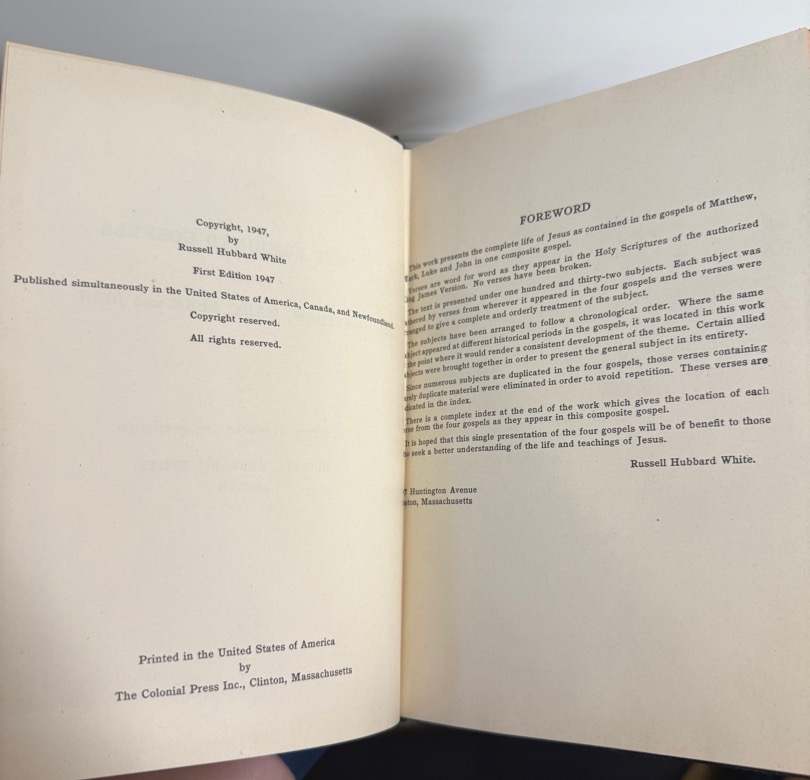 Copyright, 1947,
by
Russell Hubbard White
First Edition 1947
Published simultaneously in the United States of America, Canada, and Newfoundland.
Copyright reserved.
All rights reserved.
Printed in the United States of America
by
The Colonial Press Inc., Clinton, Massachusetts
FOREWORD
This work presents the complete life of Jesus as contained in the gospels of Matthew,
Mark, Luke and John in one composite gospel.
Verses are word for word as they appear in the Holy Scriptures of the authorized
King James Version. No verses have been broken.
The text is presented under one hundred and thirty-two subjects. Each subject was
gathered by verses from wherever it appeared in the four gospels and the verses were
arranged to give a complete and orderly treatment of the subject.
The subjects have been arranged to follow a chronological order. Where the same
subject appeared at different historical periods in the gospels, it was located in this work
the point where it would render a consistent development of the theme. Certain allied
subjects were brought together in order to present the general subject in its entirety.
Since numerous subjects are duplicated in the four gospels, those verses containing
duplicate material were eliminated in order to avoid repetition. These verses are
indicated in the index.
There is a complete index at the end of the work which gives the location of each
verse from the four gospels as they appear in this composite gospel.
It is hoped that this single presentation of the four gospels will be of benefit to those
seek a better understanding of the life and teachings of Jesus.
Russell Hubbard White.
7 Huntington Avenue
Boston, Massachusetts